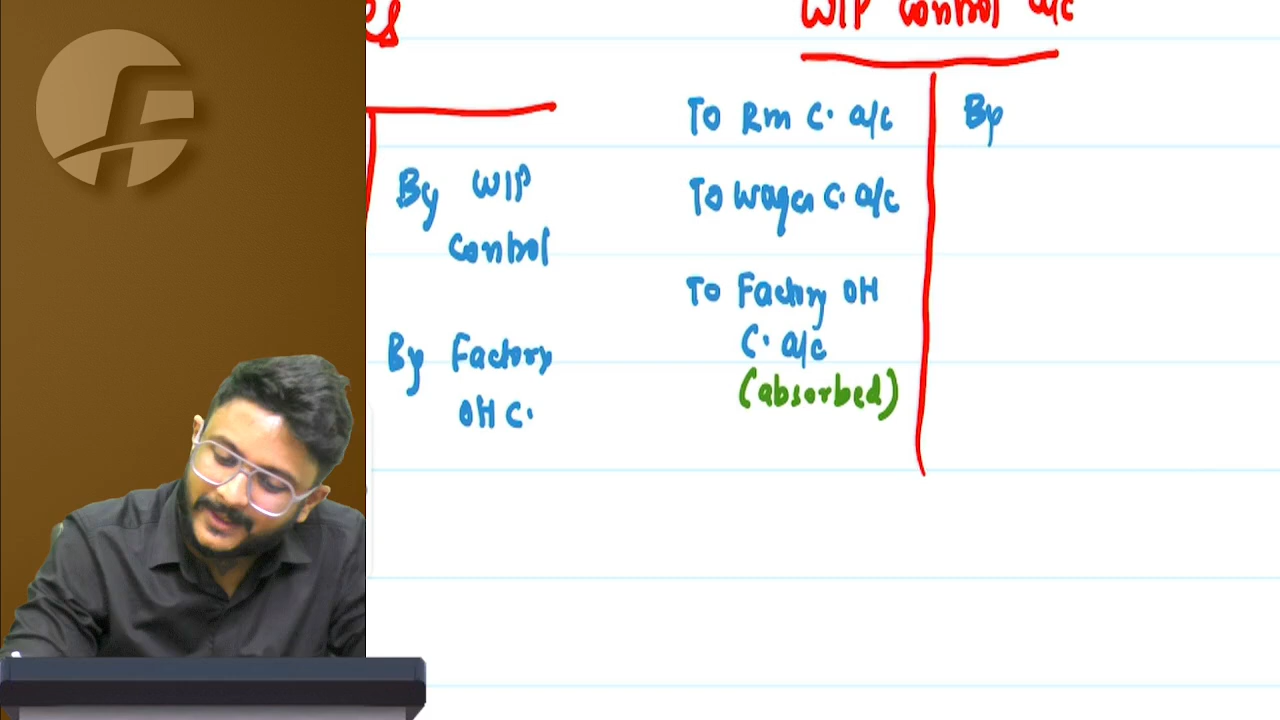 WIP control a/c
By WIP
control
By Factory
OH C.
To Rm C. a/c
To wages C. a/c
To Factory OH
C. a/c
(absorbed)
By